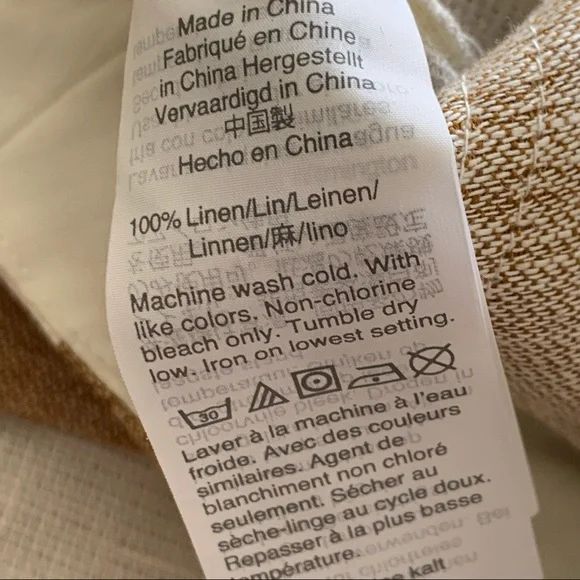 Made in China
Fabriqué en Chine
in China Hergestellt
Vervaardigd in China
中国製
Hecho en China
100% Linen/Lin/Leinen/
Linnen/麻/lino
Machine wash cold. With
like colors. Non-chlorine
bleach only. Tumble dry
low. Iron on lowest setting.
30
Laver à la machine à l'eau
froide. Avec des couleurs
similaires. Agent de
blanchiment non chloré
seulement. Sécher au
sèche-linge au cycle doux.
Repasser à la plus basse
température.
kalt